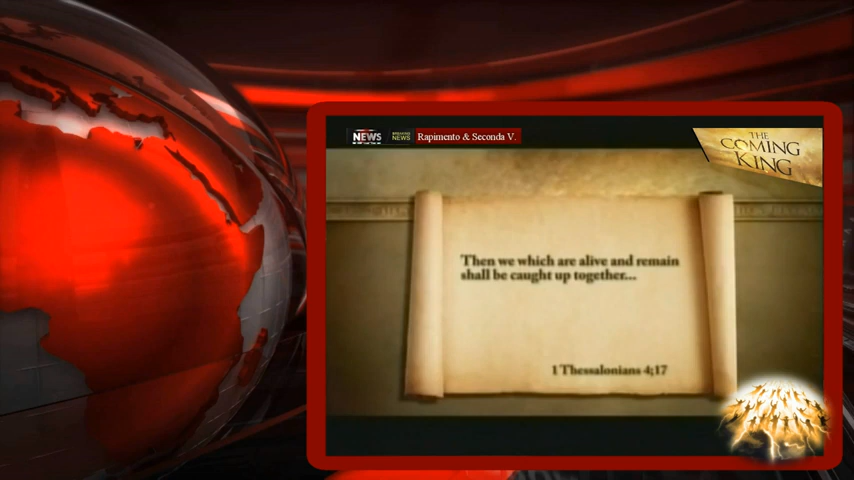 NEWS
BREAKING
NEWS
Rapimento & Seconda V.
THE
COMING
KING
Then we which are alive and remain
shall be caught up together...
1 Thessalonians 4;17